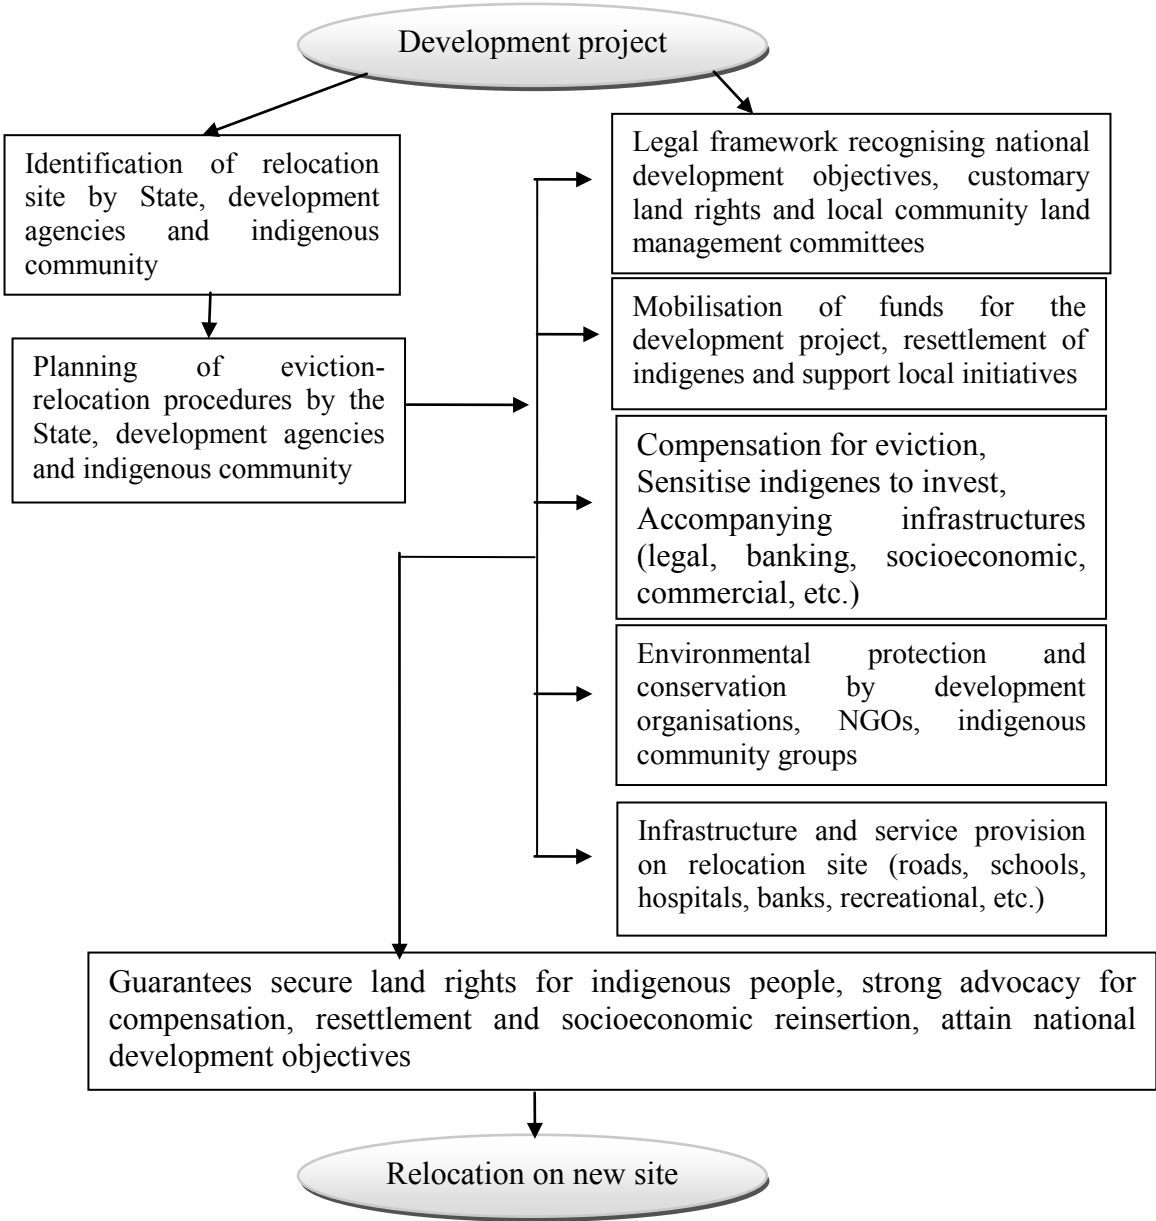 Development project
Identification of relocation
site by State, development
agencies and indigenous
community
Planning of eviction-
relocation procedures by the
State, development agencies
and indigenous community
Legal framework recognising national
development objectives, customary
land rights and local community land
management committees
Mobilisation of funds for the
development project, resettlement of
indigenes and support local initiatives
Compensation for eviction,
Sensitise indigenes to invest,
Accompanying infrastructures
(legal, banking, socioeconomic,
commercial, etc.)
Environmental protection and
conservation by development
organisations, NGOs, indigenous
community groups
Infrastructure and service provision
on relocation site (roads, schools,
hospitals, banks, recreational, etc.)
Guarantees secure land rights for indigenous people, strong advocacy for
compensation, resettlement and socioeconomic reinsertion, attain national
development objectives
Relocation on new site